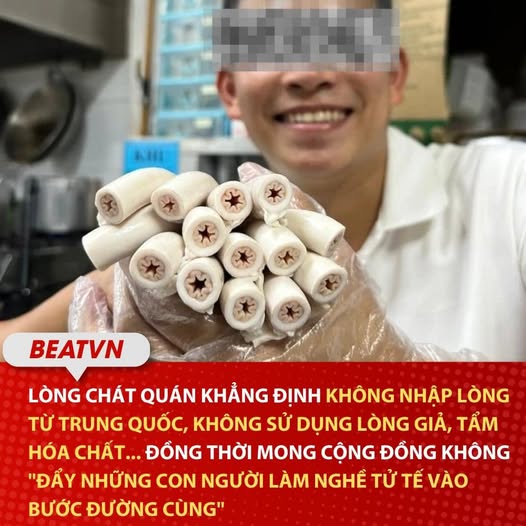 BEATVN
LÒNG CHÁT QUÁN KHẲNG ĐỊNH KHÔNG NHẬP LÒNG
TỪ TRUNG QUỐC, KHÔNG SỬ DỤNG LÒNG GIẢ, TẨM
HÓA CHẤT... ĐỒNG THỜI MONG CỘNG ĐỒNG KHÔNG
"ĐẨY NHỮNG CON NGƯỜI LÀM NGHỀ TỬ TẾ VÀO
BƯỚC ĐƯỜNG CÙNG"